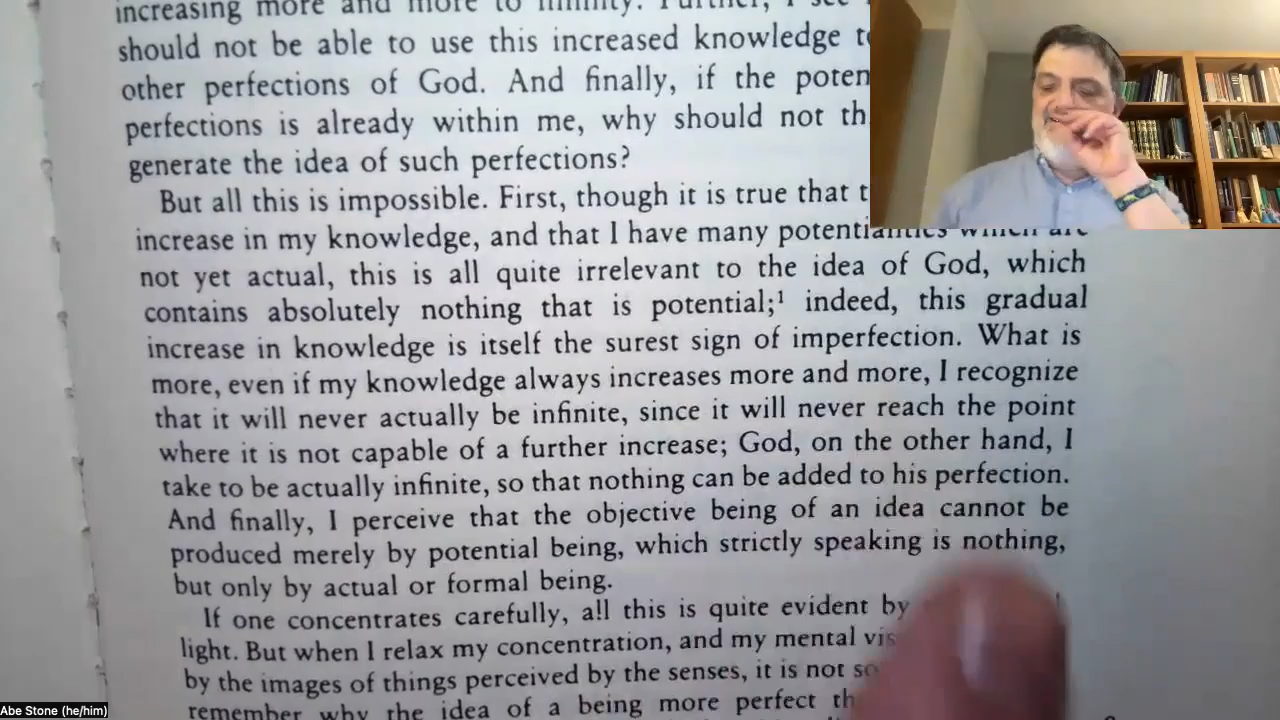 increasing more and more to infinity. Further, I see
should not be able to use this increased knowledge
other perfections of God. And finally, if the poten
perfections is already within me, why should not th
generate the idea of such perfections?
But all this is impossible. First, though it is true that t
increase in my knowledge, and that I have many potentialities which are
not yet actual, this is all quite irrelevant to the idea of God, which
contains absolutely nothing that is potential;¹ indeed, this gradual
increase in knowledge is itself the surest sign of imperfection. What is
more, even if my knowledge always increases more and more, I recognize
that it will never actually be infinite, since it will never reach the point
where it is not capable of a further increase; God, on the other hand, I
take to be actually infinite, so that nothing can be added to his perfection.
And finally, I perceive that the objective being of an idea cannot be
produced merely by potential being, which strictly speaking is nothing,
but only by actual or formal being.
If one concentrates carefully, all this is quite evident by
light. But when I relax my concentration, and my mental vis
by the images of things perceived by the senses, it is not so
remember why the idea of a being more perfect th
Abe Stone (he/him)